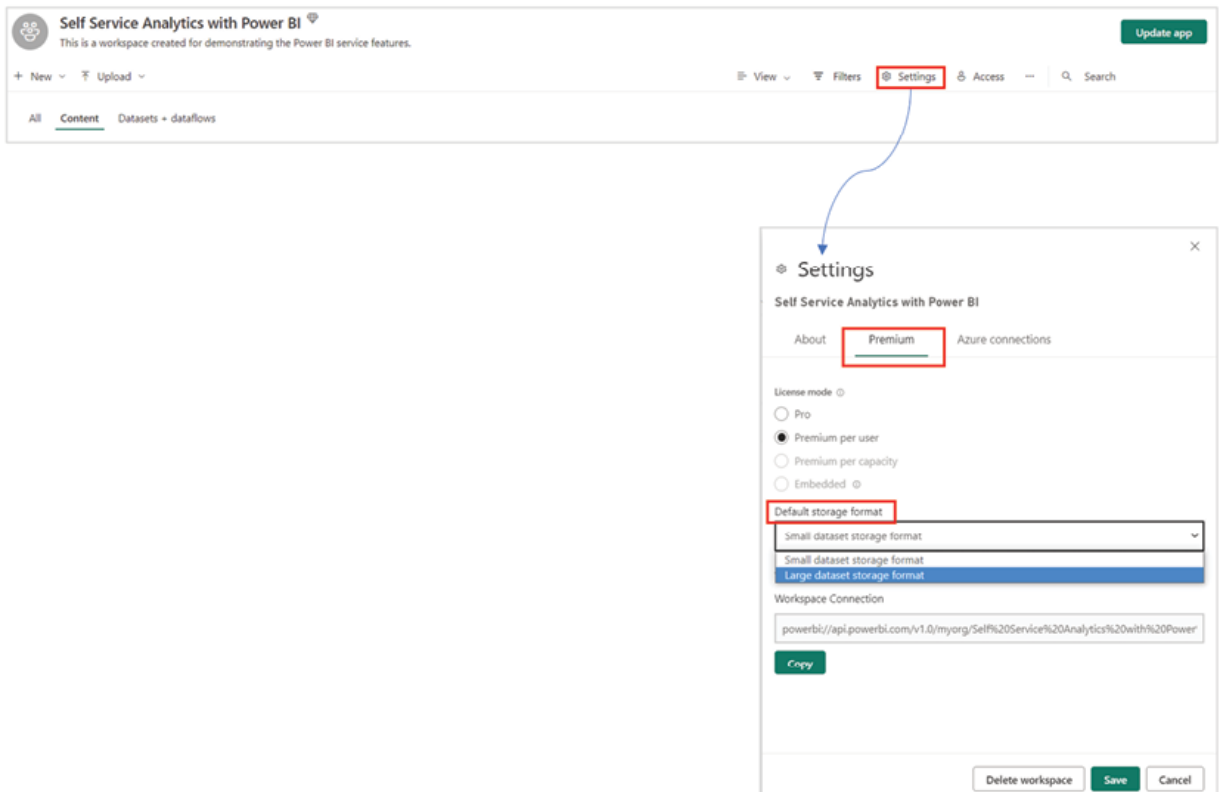 Self Service Analytics with Power BI
This is a workspace created for demonstrating the Power BI service features.
Update app
+ New Upload View Filters Settings Access ··· Search
All Content Datasets + dataflows
Settings
Self Service Analytics with Power BI
About Premium Azure connections
License mode
Pro
Premium per user
Premium per capacity
Embedded
Default storage format
Small dataset storage format
Small dataset storage format
Large dataset storage format
Workspace Connection
powerbi://api.powerbi.com/v1.0/myorg/Self%20Service%20Analytics%20with%20Power
Copy
Delete workspace Save Cancel